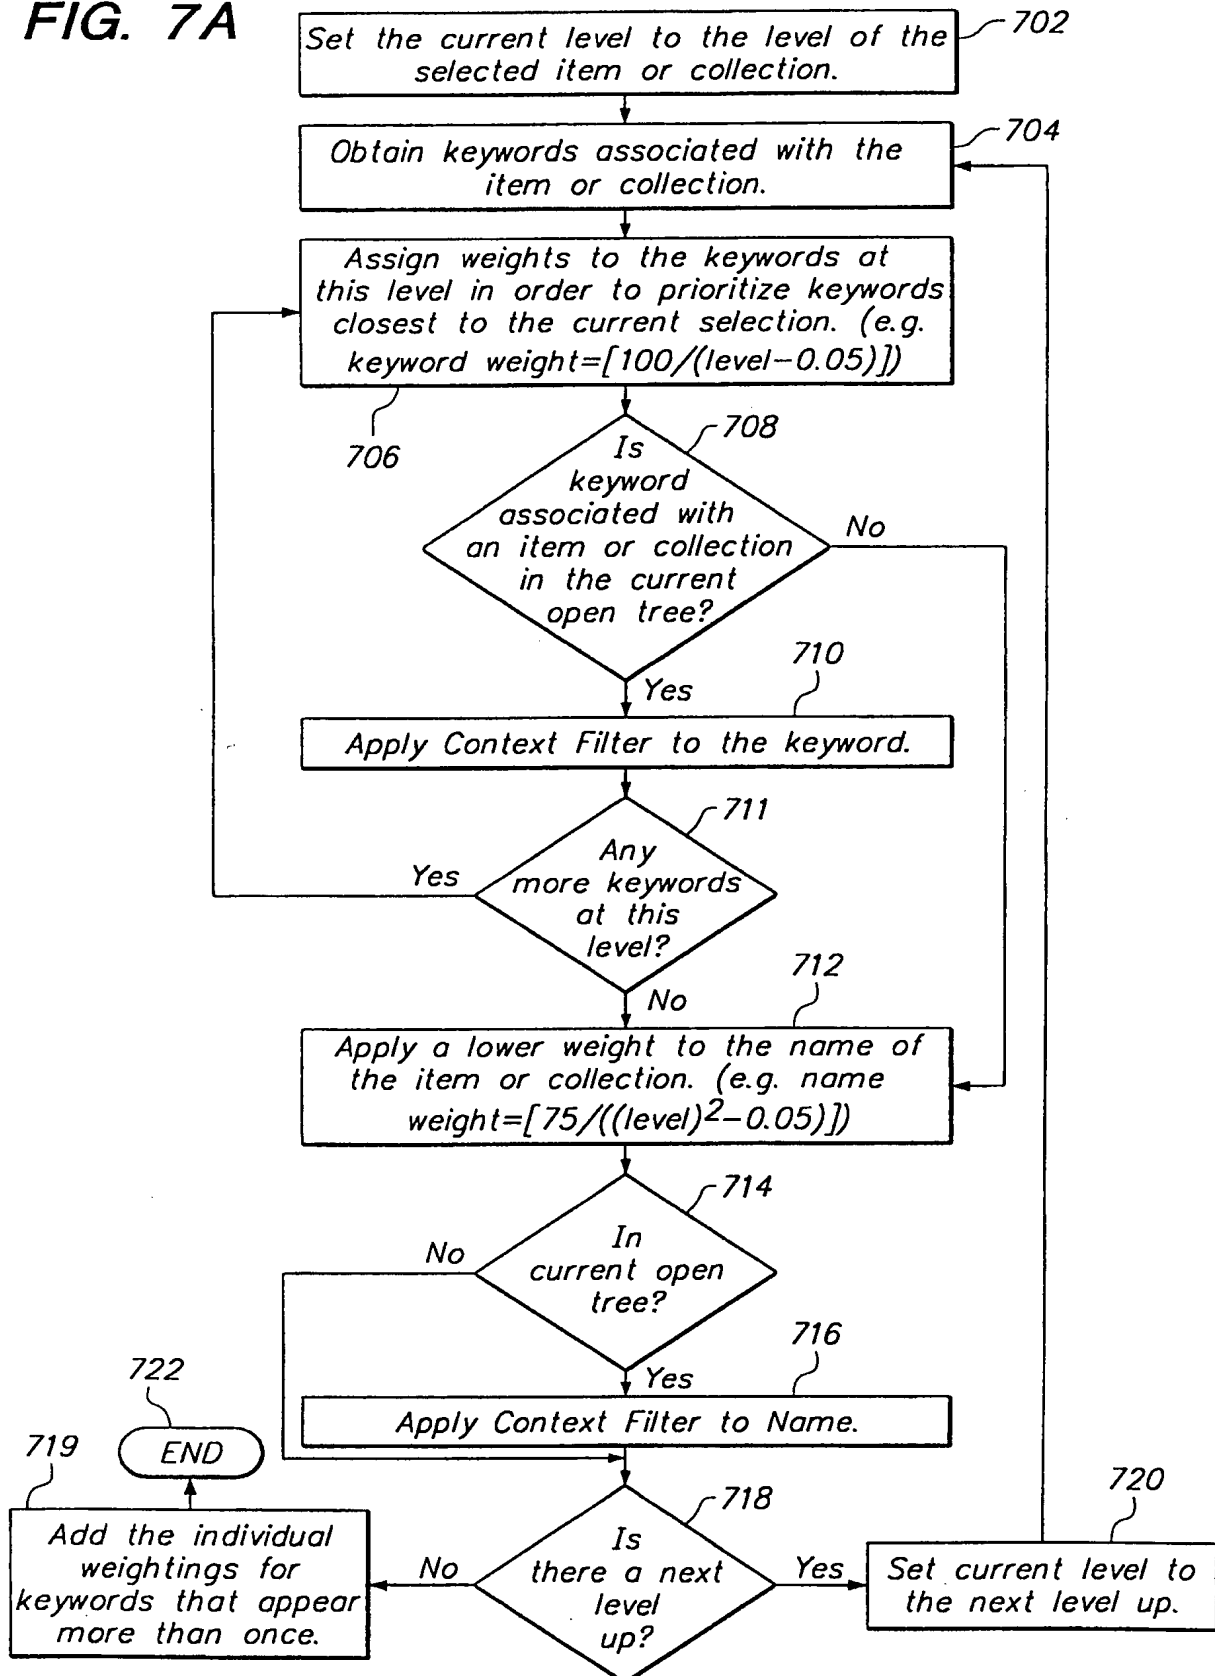 FIG. 7A
Set the current level to the level of the
selected item or collection.
702
Obtain keywords associated with the
item or collection.
704
Assign weights to the keywords at
this level in order to prioritize keywords
closest to the current selection. (e.g.
keyword weight=[100/(level-0.05)])
706
708
Is
keyword
associated with
an item or collection
in the current
open tree?
No
Yes
710
Apply Context Filter to the keyword.
711
Any
more keywords
at this
level?
Yes
No
712
Apply a lower weight to the name of
the item or collection. (e.g. name
weight=[75/((level)²-0.05)])
714
In
current open
tree?
No
Yes
716
Apply Context Filter to Name.
722
END
719
Add the individual
weightings for
keywords that appear
more than once.
718
Is
there a next
level
up?
No
Yes
720
Set current level to
the next level up.